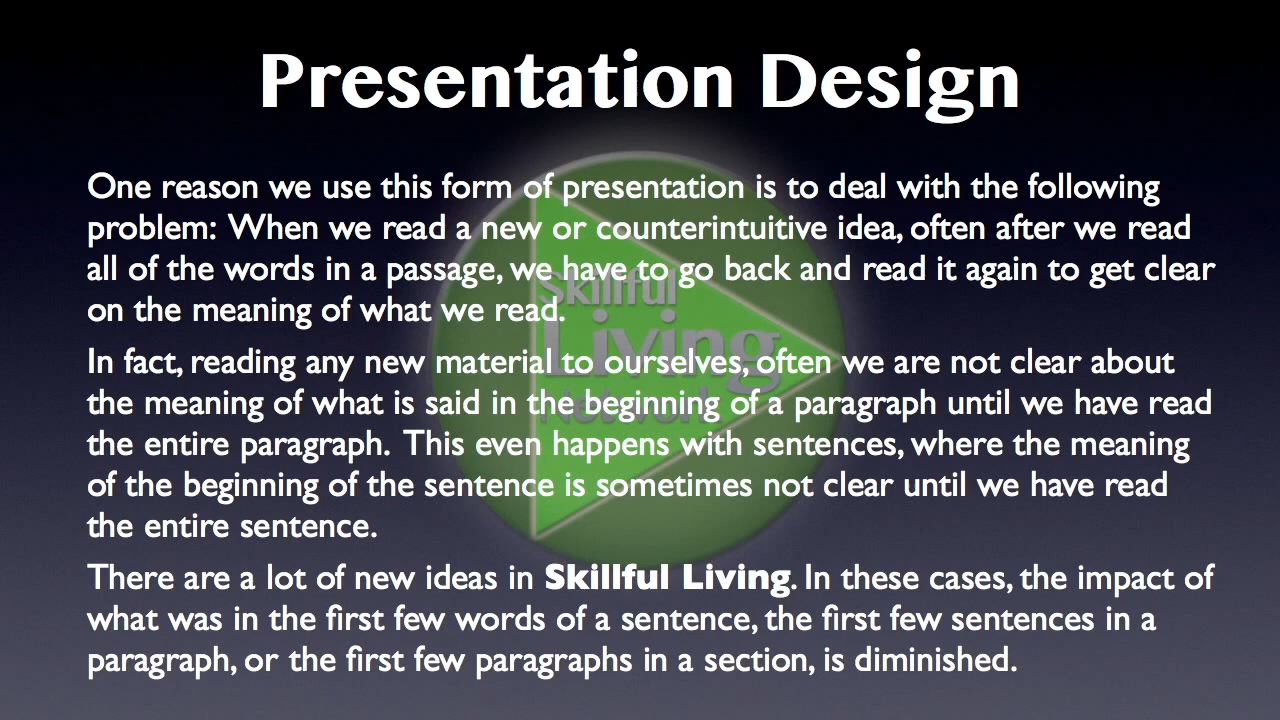 Presentation Design
One reason we use this form of presentation is to deal with the following
problem:  When we read a new or counterintuitive idea, often after we read
all of the words in a passage, we have to go back and read it again to get clear
on the meaning of what we read.
In fact, reading any new material to ourselves, often we are not clear about
the meaning of what is said in the beginning of a paragraph until we have read
the entire paragraph.  This even happens with sentences, where the meaning
of the beginning of the sentence is sometimes not clear until we have read
the entire sentence.
There are a lot of new ideas in Skillful Living. In these cases, the impact of
what was in the first few words of a sentence, the first few sentences in a
paragraph, or the first few paragraphs in a section, is diminished.
Skillful
Living
Network